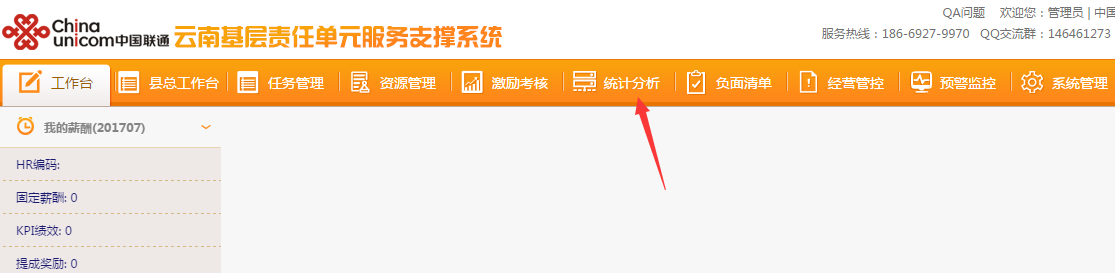 QA问题 欢迎您：管理员 | 中国
China unicom中国联通 云南基层责任单元服务支撑系统
服务热线：186-6927-9970 QQ交流群：146461273
工作台 县总工作台 任务管理 资源管理 激励考核 统计分析 负面清单 经营管控 预警监控 系统管理
我的薪酬(201707)
HR编码:
固定薪酬: 0
KPI绩效: 0
提成奖励: 0